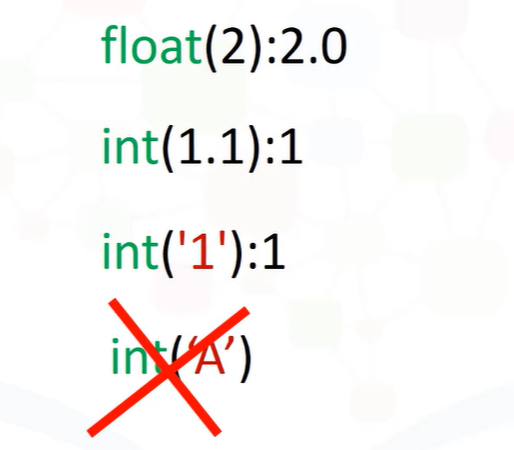 float(2):2.0
int(1.1):1
int('1'):1
int(‘A’)